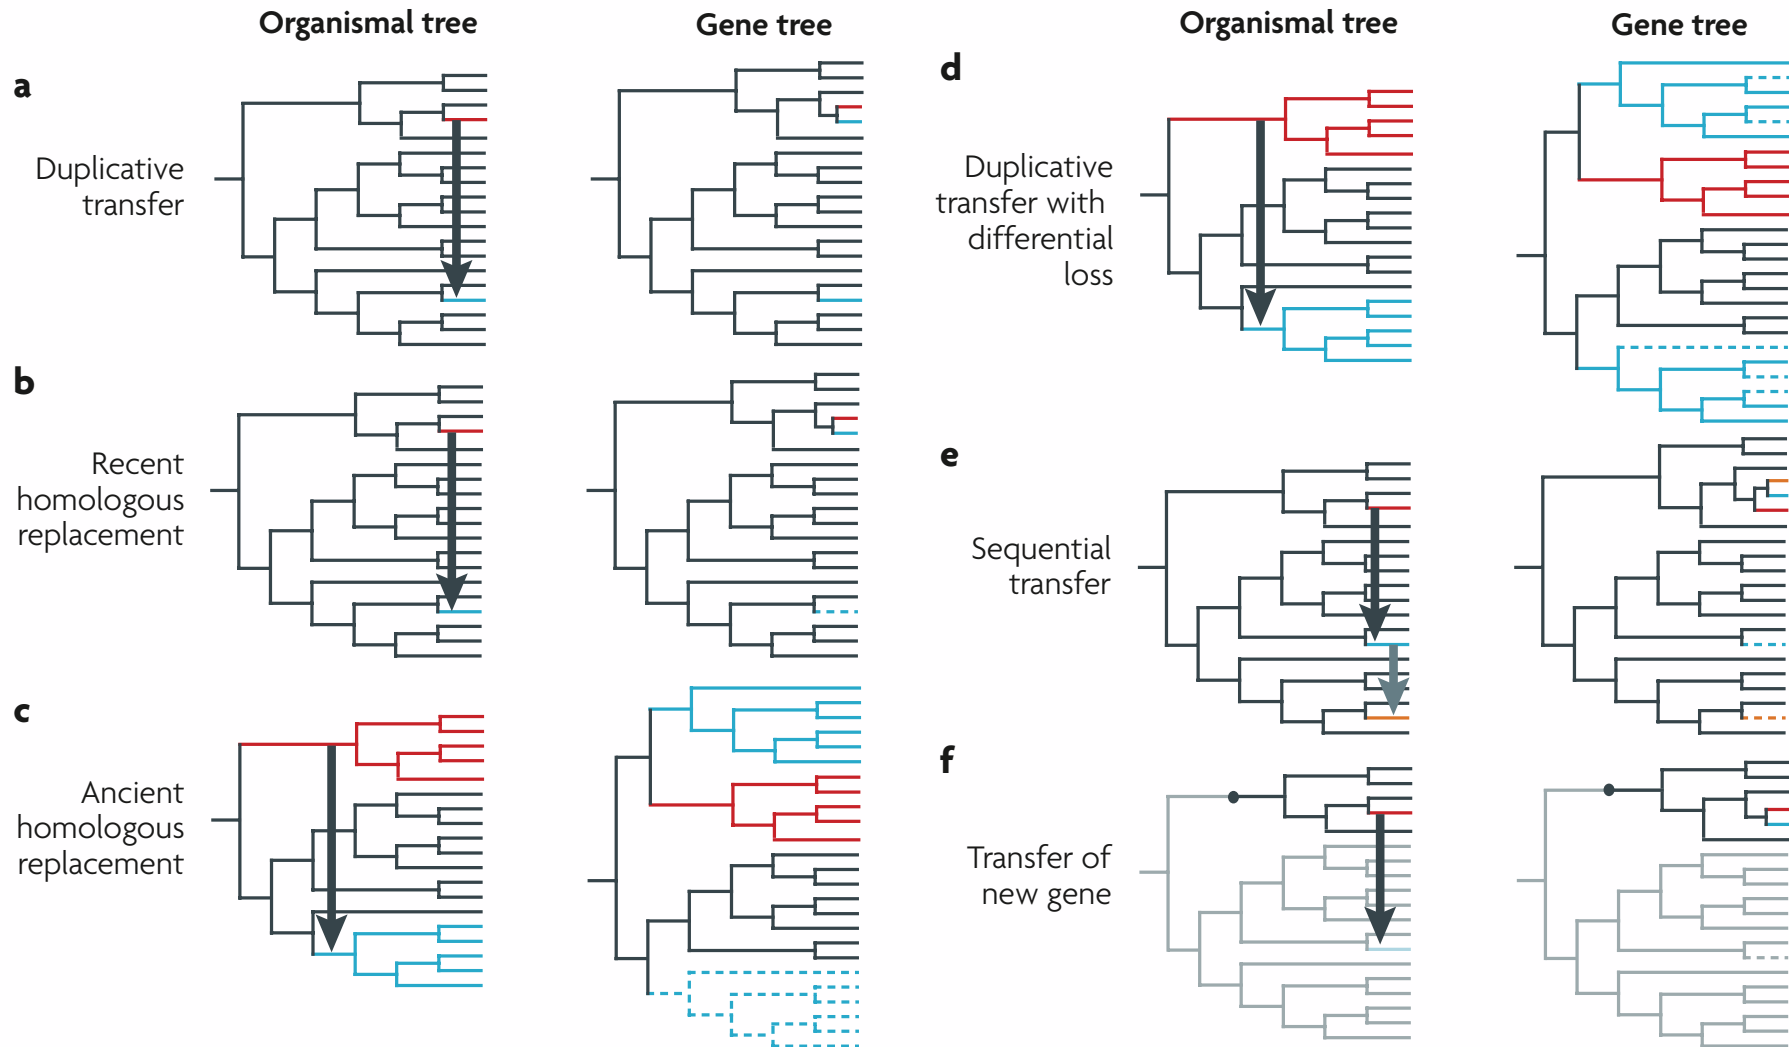 Organismal tree
Gene tree
a
Duplicative
transfer
b
Recent
homologous
replacement
c
Ancient
homologous
replacement
Organismal tree
Gene tree
d
Duplicative
transfer with
differential
loss
e
Sequential
transfer
f
Transfer of
new gene